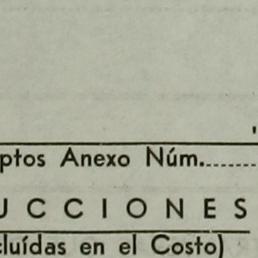 ptos Anexo Núm.........
UCCIONES
cluídas en el Costo)